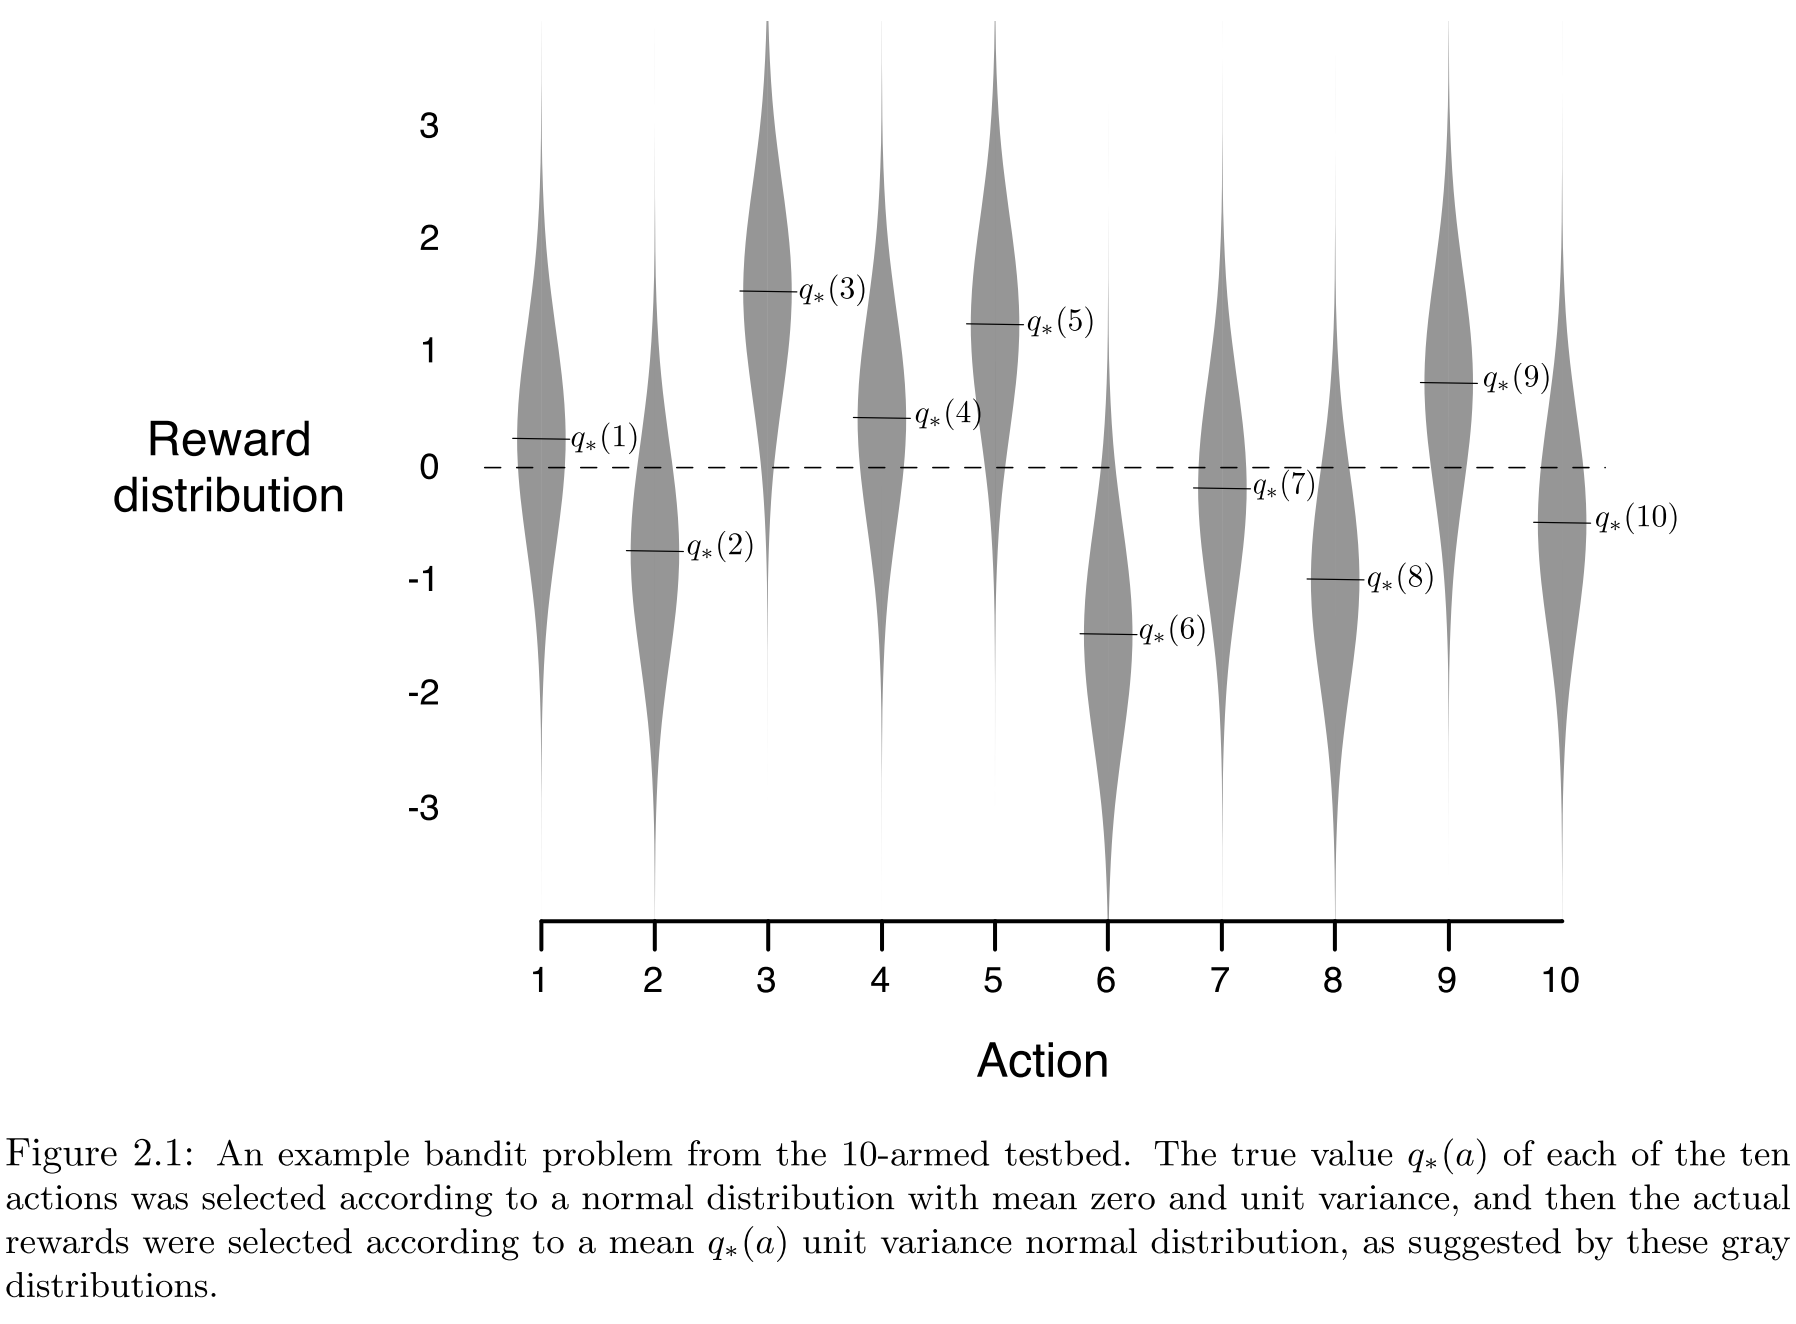 3
2
1
0
-1
-2
-3
Reward
distribution
q∗(1)
q∗(2)
q∗(3)
q∗(4)
q∗(5)
q∗(6)
q∗(7)
q∗(8)
q∗(9)
q∗(10)
1 2 3 4 5 6 7 8 9 10
Action
Figure 2.1: An example bandit problem from the 10-armed testbed. The true value q∗(a) of each of the ten
actions was selected according to a normal distribution with mean zero and unit variance, and then the actual
rewards were selected according to a mean q∗(a) unit variance normal distribution, as suggested by these gray
distributions.